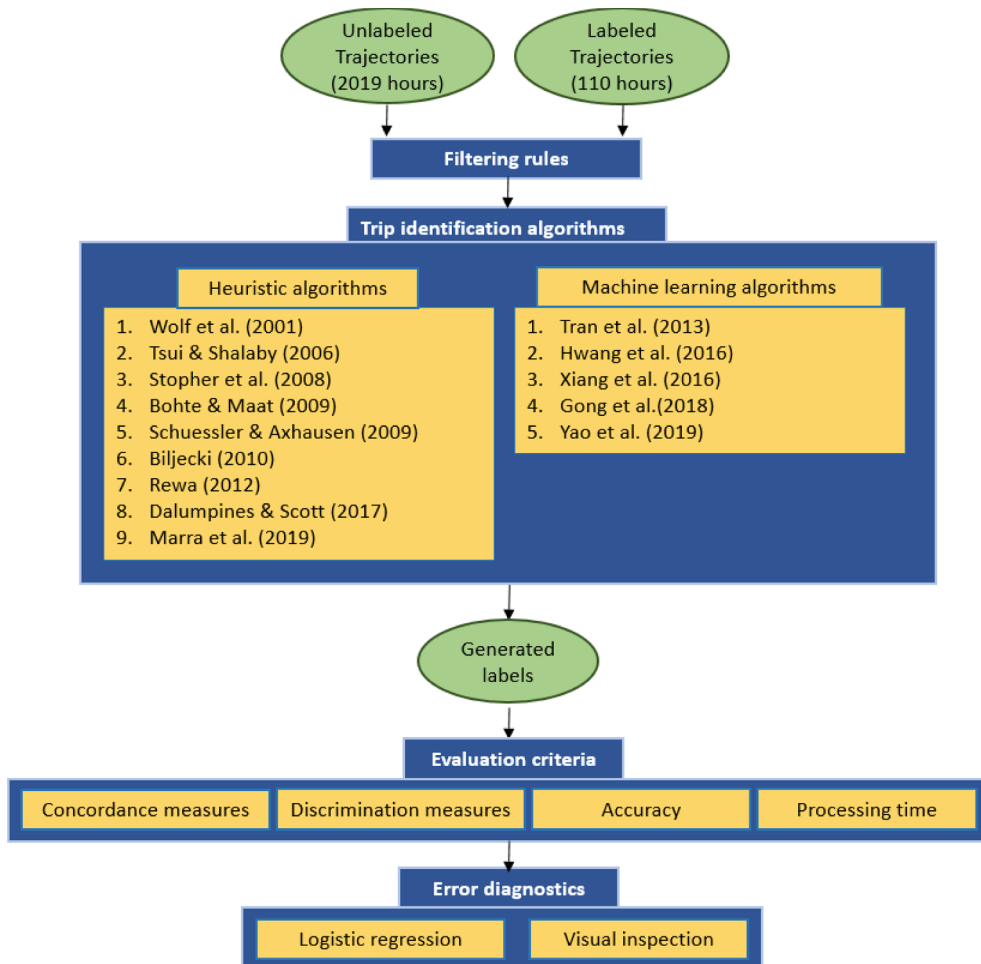 Unlabeled
Trajectories
(2019 hours)
Labeled
Trajectories
(110 hours)
Filtering rules
Trip identification algorithms
Heuristic algorithms
1. Wolf et al. (2001)
2. Tsui & Shalaby (2006)
3. Stopher et al. (2008)
4. Bohte & Maat (2009)
5. Schuessler & Axhausen (2009)
6. Biljecki (2010)
7. Rewa (2012)
8. Dalumpines & Scott (2017)
9. Marra et al. (2019)
Machine learning algorithms
1. Tran et al. (2013)
2. Hwang et al. (2016)
3. Xiang et al. (2016)
4. Gong et al.(2018)
5. Yao et al. (2019)
Generated
labels
Evaluation criteria
Concordance measures
Discrimination measures
Accuracy
Processing time
Error diagnostics
Logistic regression
Visual inspection